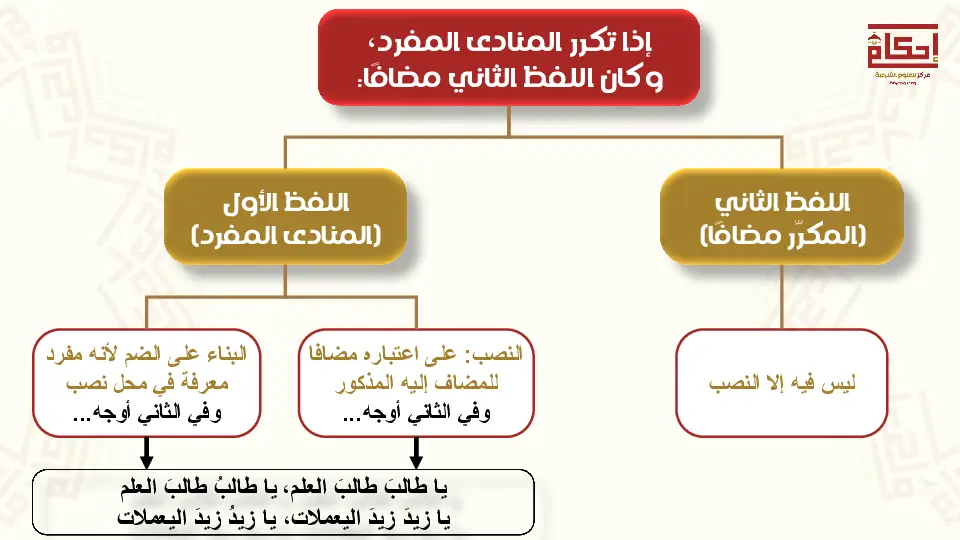 إذا تكرر المنادى المفرد،
وكان اللفظ الثاني مضافًا:
إحكام
مركز للعلوم الشرعية
اللفظ الثاني
(المكرّر مضافًا)
اللفظ الأول
(المنادى المفرد)
ليس فيه إلا النصب
النصب: على اعتباره مضافا
للمضاف إليه المذكور
وفي الثاني أوجه...
البناء على الضم لأنه مفرد
معرفة في محل نصب
وفي الثاني أوجه...
يا طالبَ طالبَ العلم، يا طالبُ طالبَ العلم
يا زيدَ زيدَ اليعملات، يا زيدُ زيدَ اليعملات